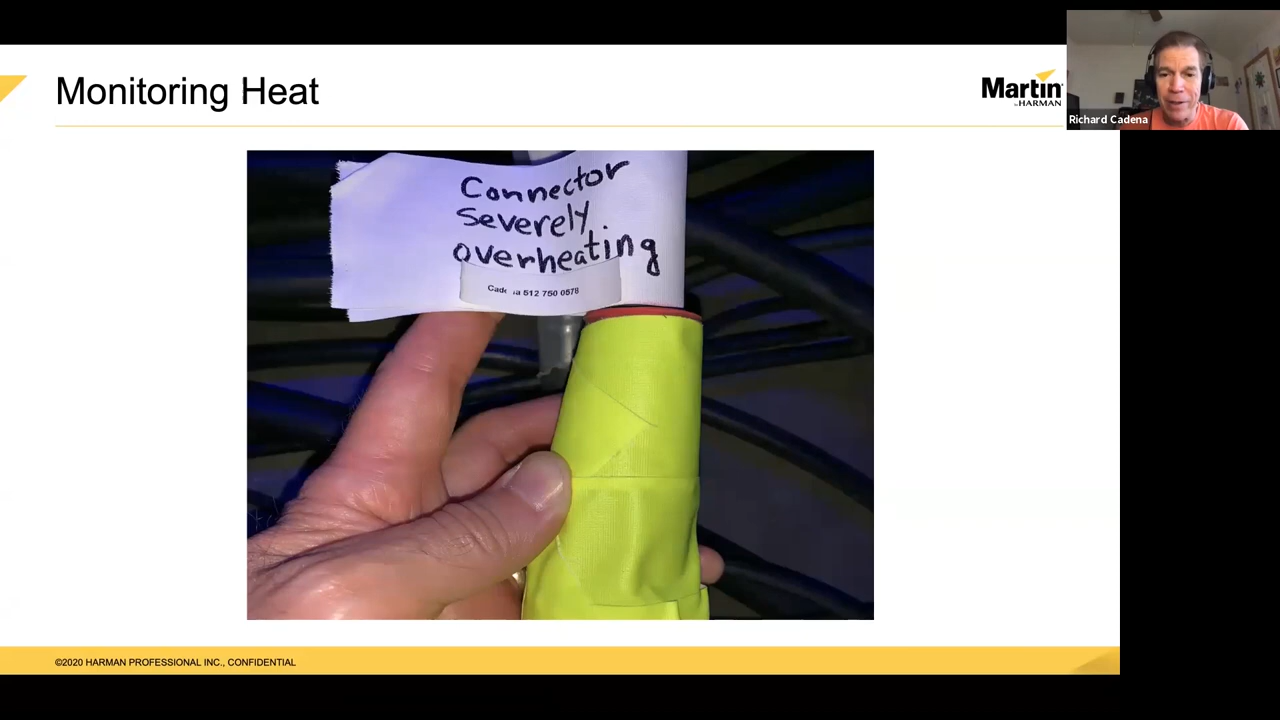 Monitoring Heat
Martin
by HARMAN
Richard Cadena
Connector
severely
overheating
512 750 0578
©2020 HARMAN PROFESSIONAL INC., CONFIDENTIAL